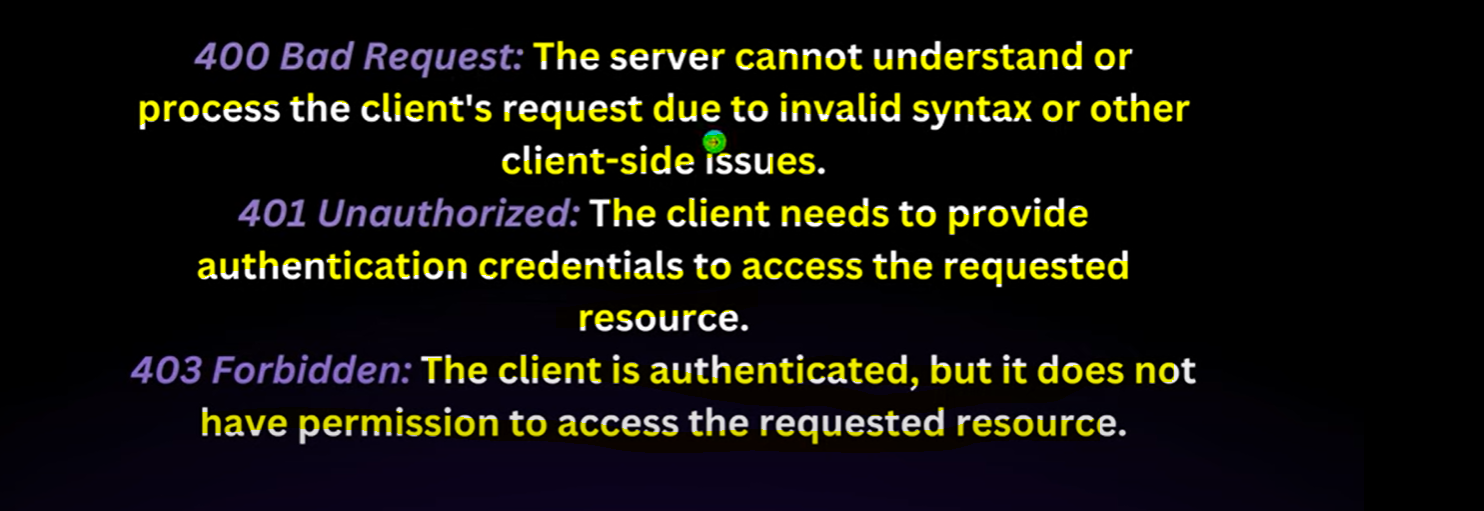 400 Bad Request: The server cannot understand or
process the client's request due to invalid syntax or other
client-side issues.
401 Unauthorized: The client needs to provide
authentication credentials to access the requested
resource.
403 Forbidden: The client is authenticated, but it does not
have permission to access the requested resource.